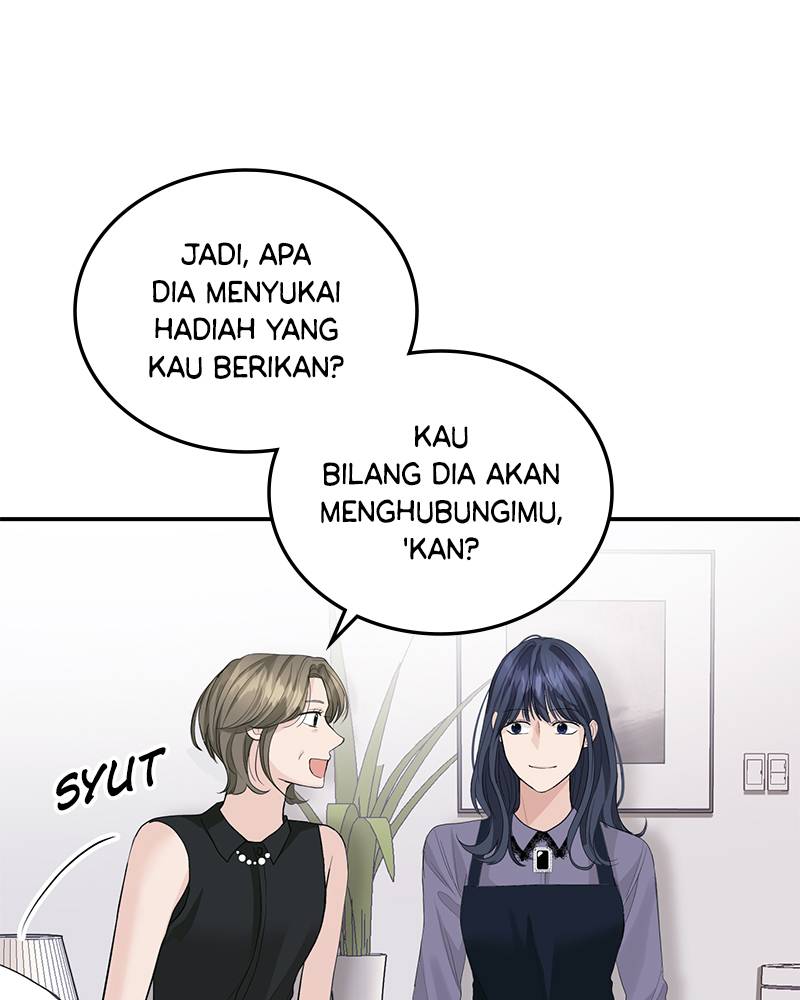 JADI, APA
DIA MENYUKAI
HADIAH YANG
KAU BERIKAN?
KAU
BILANG DIA AKAN
MENGHUBUNGIMU,
'KAN?
SYUT